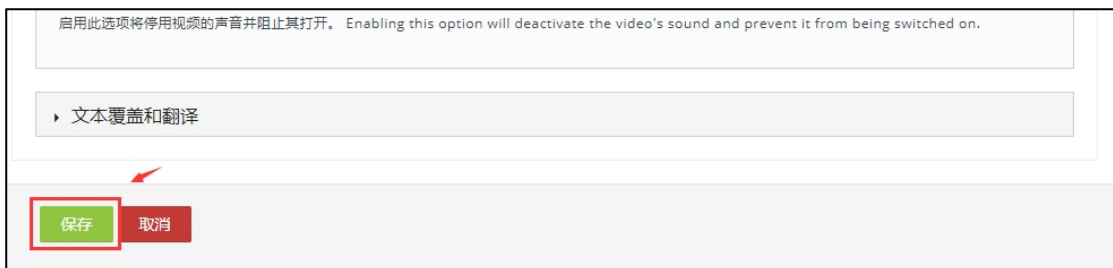 启用此选项将停用视频的声音并阻止其打开。 Enabling this option will deactivate the video's sound and prevent it from being switched on.
文本覆盖和翻译
保存 取消